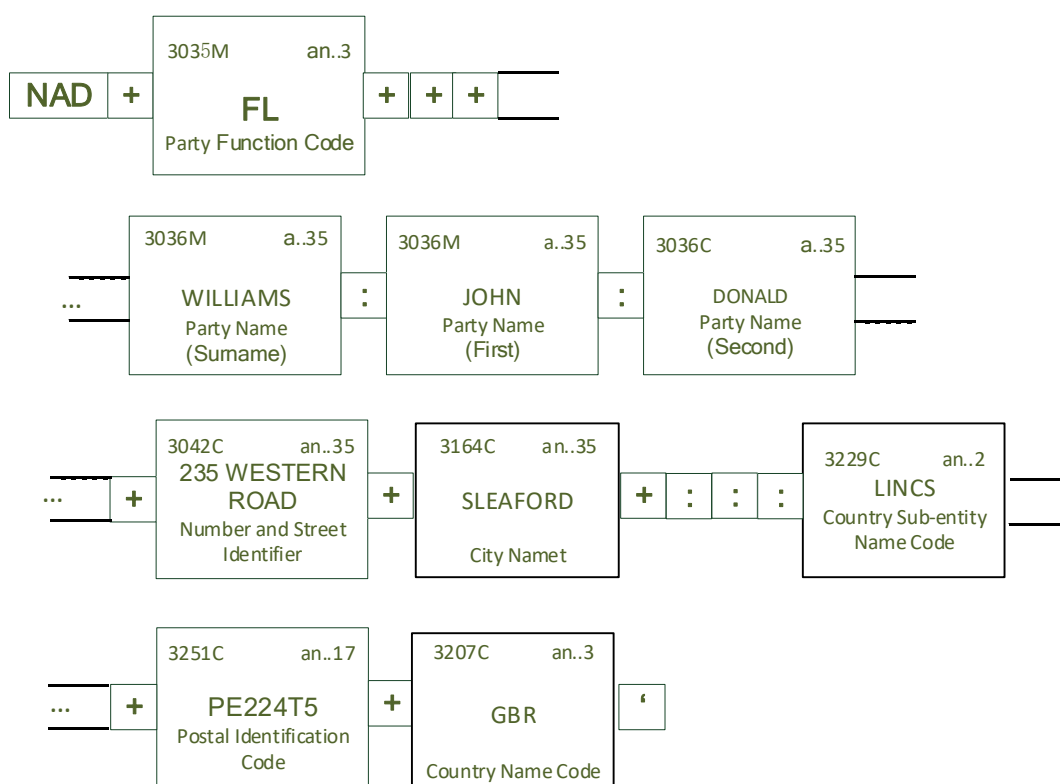 3035M an..3
NAD + FL + + +
Party Function Code
3036M a..35 3036M a..35 3036C a..35
... WILLIAMS : JOHN : DONALD
Party Name Party Name Party Name
(Surname) (First) (Second)
3042C an..35 3164C an..35 3229C an..2
... + 235 WESTERN + SLEAFORD + : : : LINCS
ROAD Country Sub-entity
Number and Street City Namet Name Code
Identifier
3251C an..17 3207C an..3
... + PE224T5 + GBR ‘
Postal Identification
Code Country Name Code